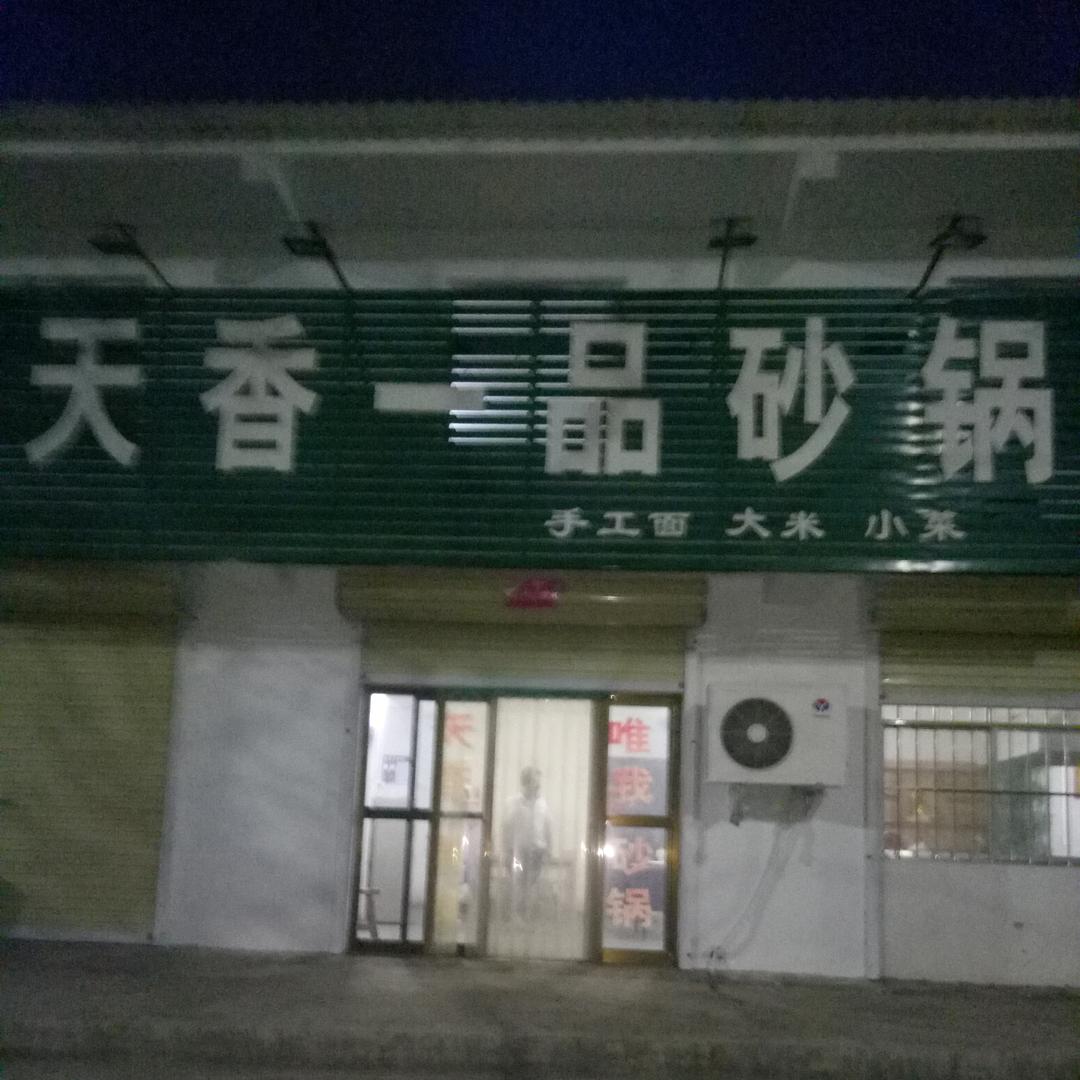 天香一品砂锅
手工面 大米 小菜
唯我砂锅